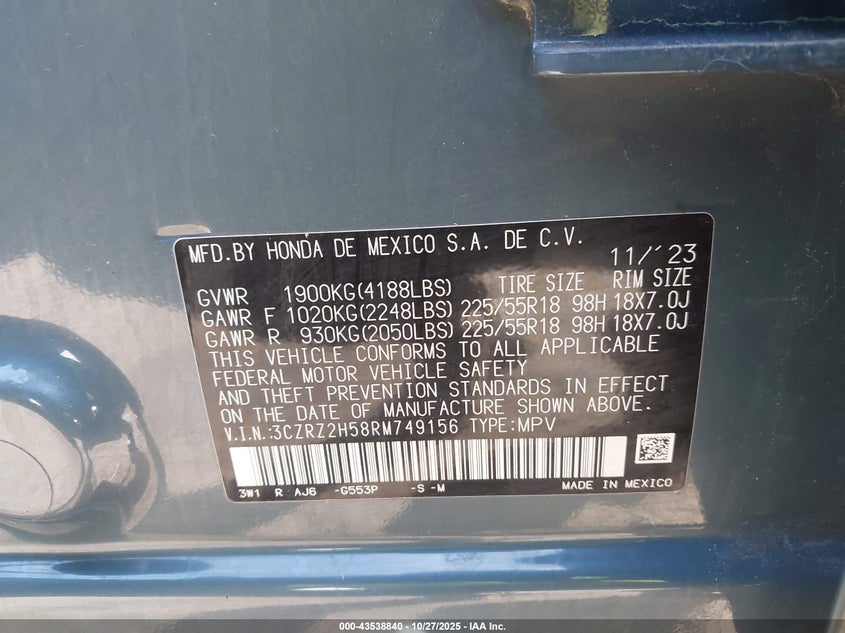 MFD.BY HONDA DE MEXICO S.A. DE C.V. 11/´23
GVWR 1900KG(4188LBS) TIRE SIZE RIM SIZE
GAWR F 1020KG(2248LBS) 225/55R18 98H 18X7.0J
GAWR R 930KG(2050LBS) 225/55R18 98H 18X7.0J
THIS VEHICLE CONFORMS TO ALL APPLICABLE
FEDERAL MOTOR VEHICLE SAFETY
AND THEFT PREVENTION STANDARDS IN EFFECT
ON THE DATE OF MANUFACTURE SHOWN ABOVE.
V.I.N.:3CZRZ2H58RM749156 TYPE:MPV
3W1 R AJ6 -G553P -S -M MADE IN MEXICO
000-43538840 - 10/27/2025 - IAA Inc.